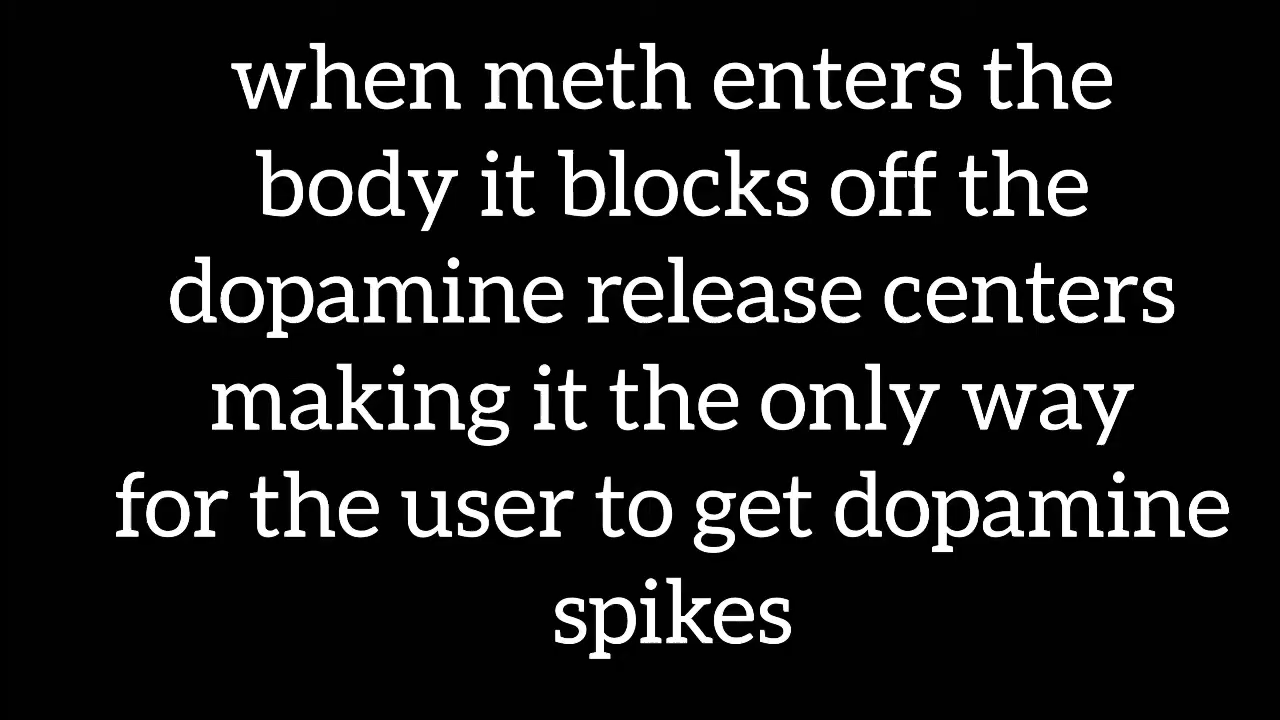 when meth enters the
body it blocks off the
dopamine release centers
making it the only way
for the user to get dopamine
spikes